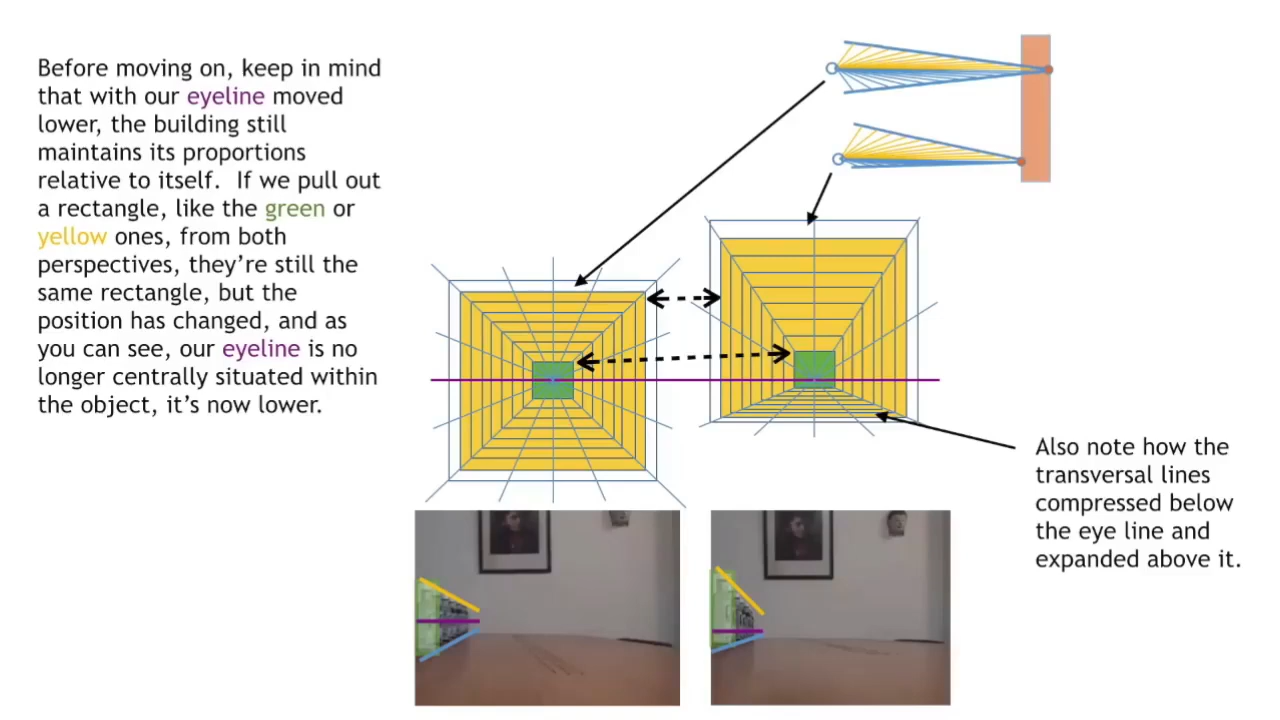 Before moving on, keep in mind
that with our eyeline moved
lower, the building still
maintains its proportions
relative to itself.  If we pull out
a rectangle, like the green or
yellow ones, from both
perspectives, they’re still the
same rectangle, but the
position has changed, and as
you can see, our eyeline is no
longer centrally situated within
the object, it’s now lower.
Also note how the
transversal lines
compressed below
the eye line and
expanded above it.